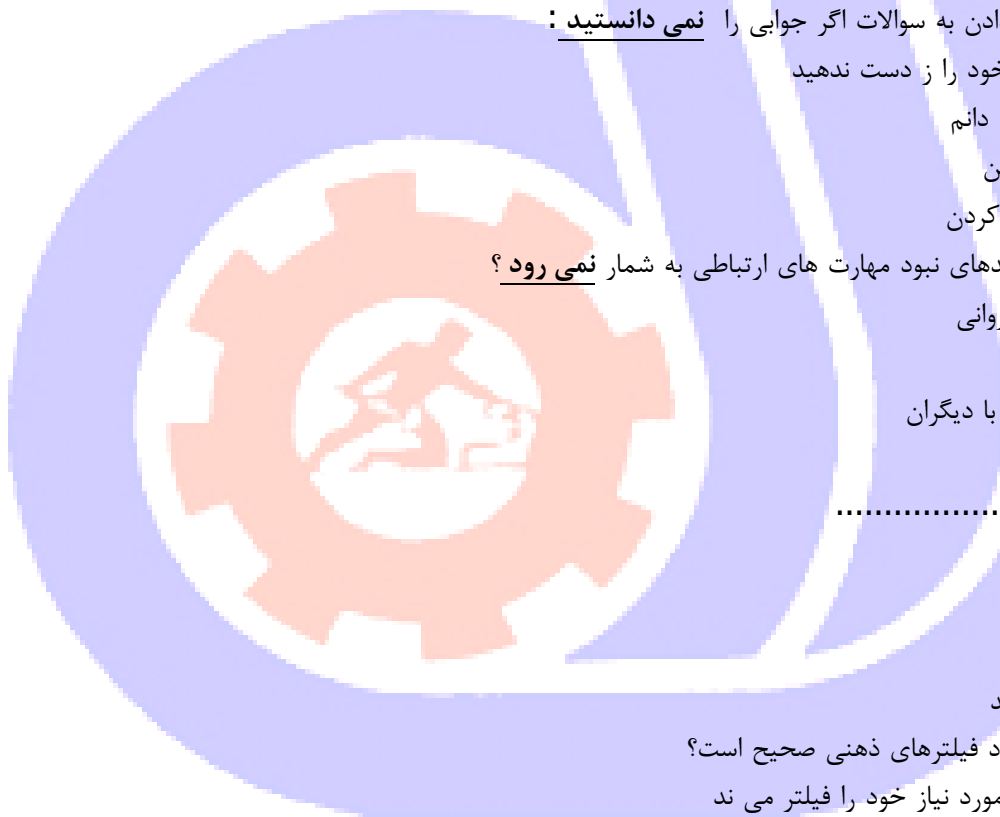 ادن به سوالات اگر جوابی را نمی دانستید :
خود را ز دست ندهید
دانم
ن
کردن
دهای نبود مهارت های ارتباطی به شمار نمی رود ؟
روانی
با دیگران
.................
د
د فیلترهای ذهنی صحیح است؟
مورد نیاز خود را فیلتر می ند